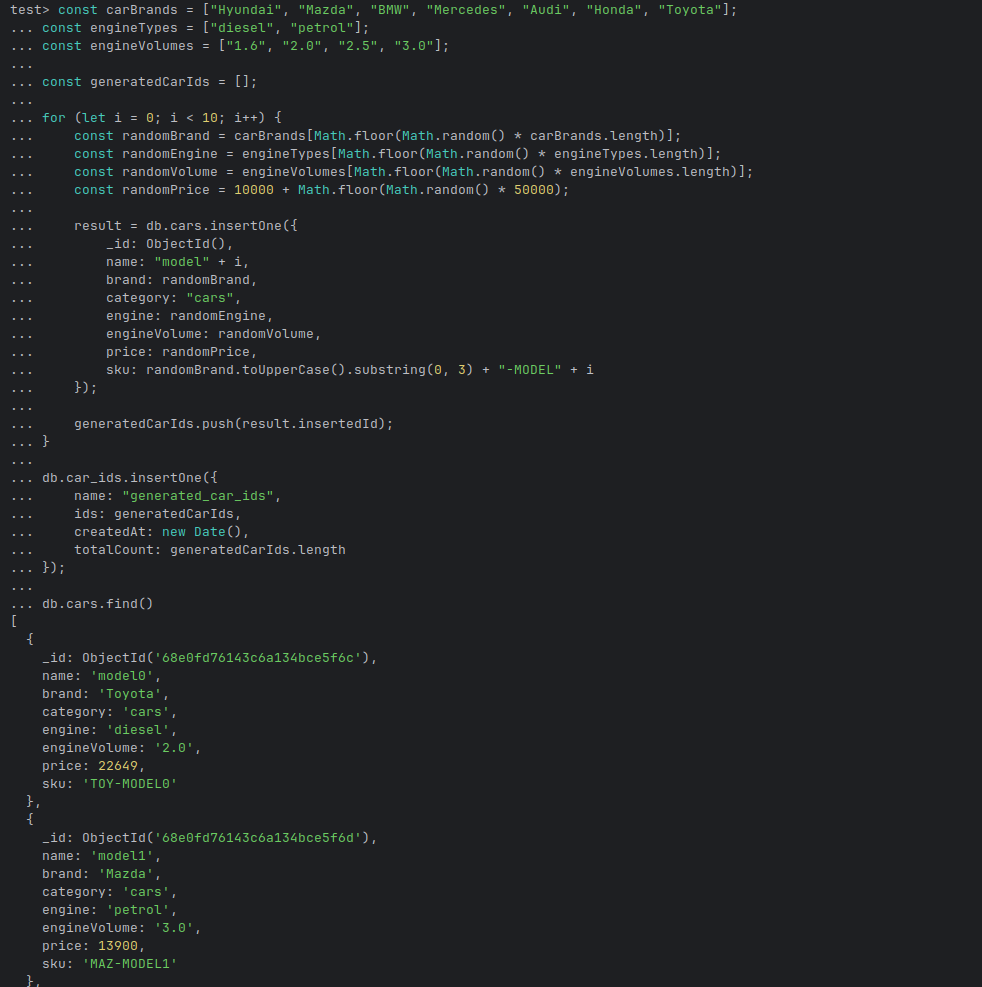 test> const carBrands = ["Hyundai", "Mazda", "BMW", "Mercedes", "Audi", "Honda", "Toyota"];
... const engineTypes = ["diesel", "petrol"];
... const engineVolumes = ["1.6", "2.0", "2.5", "3.0"];
...
... const generatedCarIds = [];
...
... for (let i = 0; i < 10; i++) {
...     const randomBrand = carBrands[Math.floor(Math.random() * carBrands.length)];
...     const randomEngine = engineTypes[Math.floor(Math.random() * engineTypes.length)];
...     const randomVolume = engineVolumes[Math.floor(Math.random() * engineVolumes.length)];
...     const randomPrice = 10000 + Math.floor(Math.random() * 50000);
...
...     result = db.cars.insertOne({
...         _id: ObjectId(),
...         name: "model" + i,
...         brand: randomBrand,
...         category: "cars",
...         engine: randomEngine,
...         engineVolume: randomVolume,
...         price: randomPrice,
...         sku: randomBrand.toUpperCase().substring(0, 3) + "-MODEL" + i
...     });
...
...     generatedCarIds.push(result.insertedId);
... }
...
... db.car_ids.insertOne({
...     name: "generated_car_ids",
...     ids: generatedCarIds,
...     createdAt: new Date(),
...     totalCount: generatedCarIds.length
... });
...
... db.cars.find()
[
  {
    _id: ObjectId('68e0fd76143c6a134bce5f6c'),
    name: 'model0',
    brand: 'Toyota',
    category: 'cars',
    engine: 'diesel',
    engineVolume: '2.0',
    price: 22649,
    sku: 'TOY-MODEL0'
  },
  {
    _id: ObjectId('68e0fd76143c6a134bce5f6d'),
    name: 'model1',
    brand: 'Mazda',
    category: 'cars',
    engine: 'petrol',
    engineVolume: '3.0',
    price: 13900,
    sku: 'MAZ-MODEL1'
  },